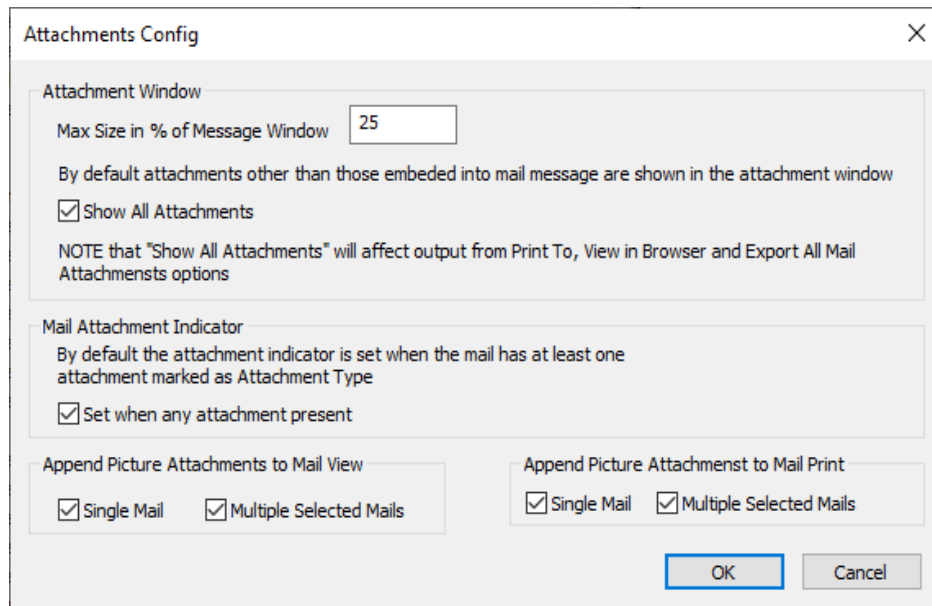 Attachments Config
Attachment Window
Max Size in % of Message Window 25
By default attachments other than those embeded into mail message are shown in the attachment window
Show All Attachments
NOTE that "Show All Attachments" will affect output from Print To, View in Browser and Export All Mail
Attachmensts options
Mail Attachment Indicator
By default the attachment indicator is set when the mail has at least one
attachment marked as Attachment Type
Set when any attachment present
Append Picture Attachments to Mail View
Single Mail Multiple Selected Mails
Append Picture Attachmenst to Mail Print
Single Mail Multiple Selected Mails
OK Cancel